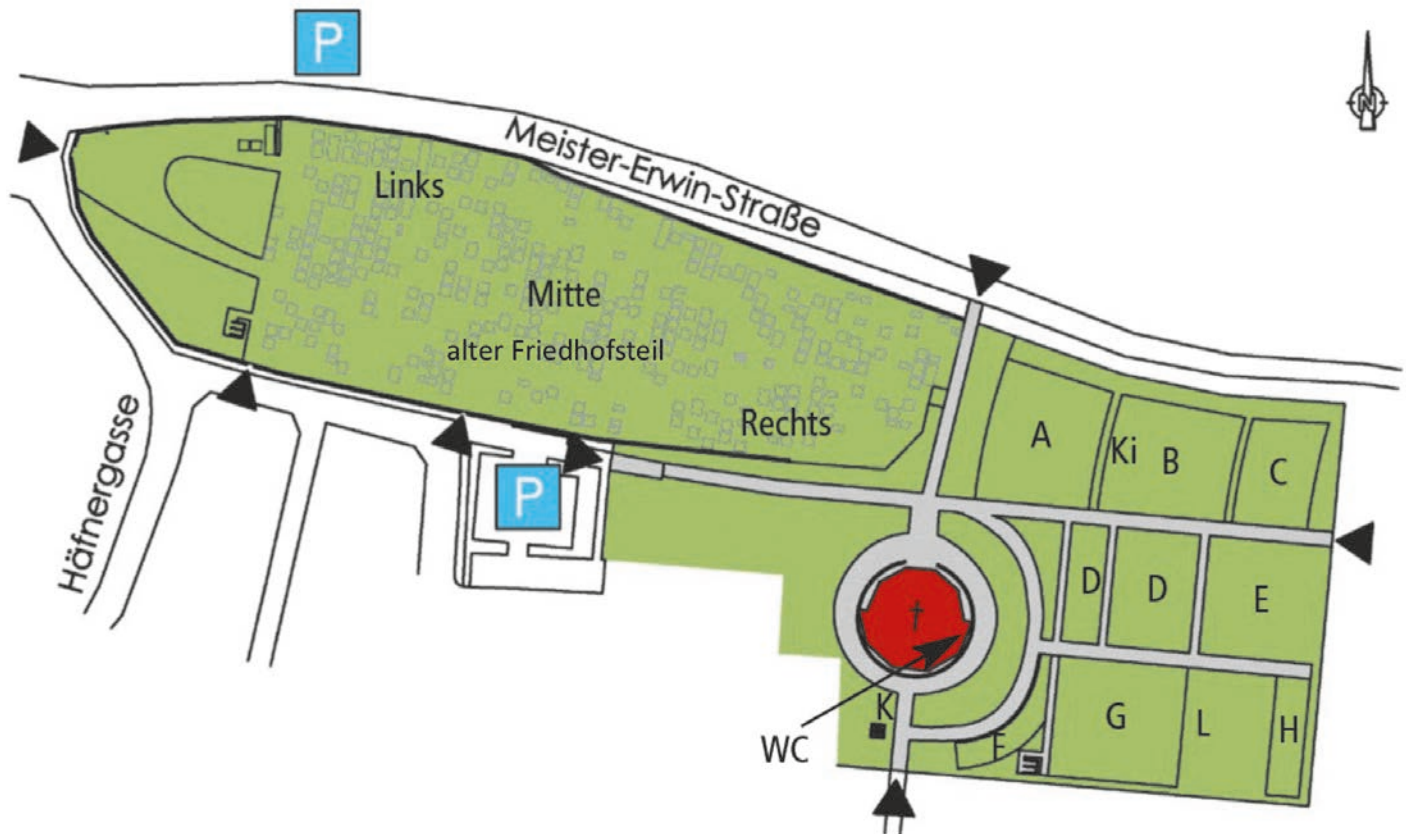 P
N
Meister-Erwin-Straße
Links
Mitte
alter Friedhofsteil
Rechts
Häfnergasse
P
A
Ki
B
C
D
D
E
†
K
WC
F
G
L
H